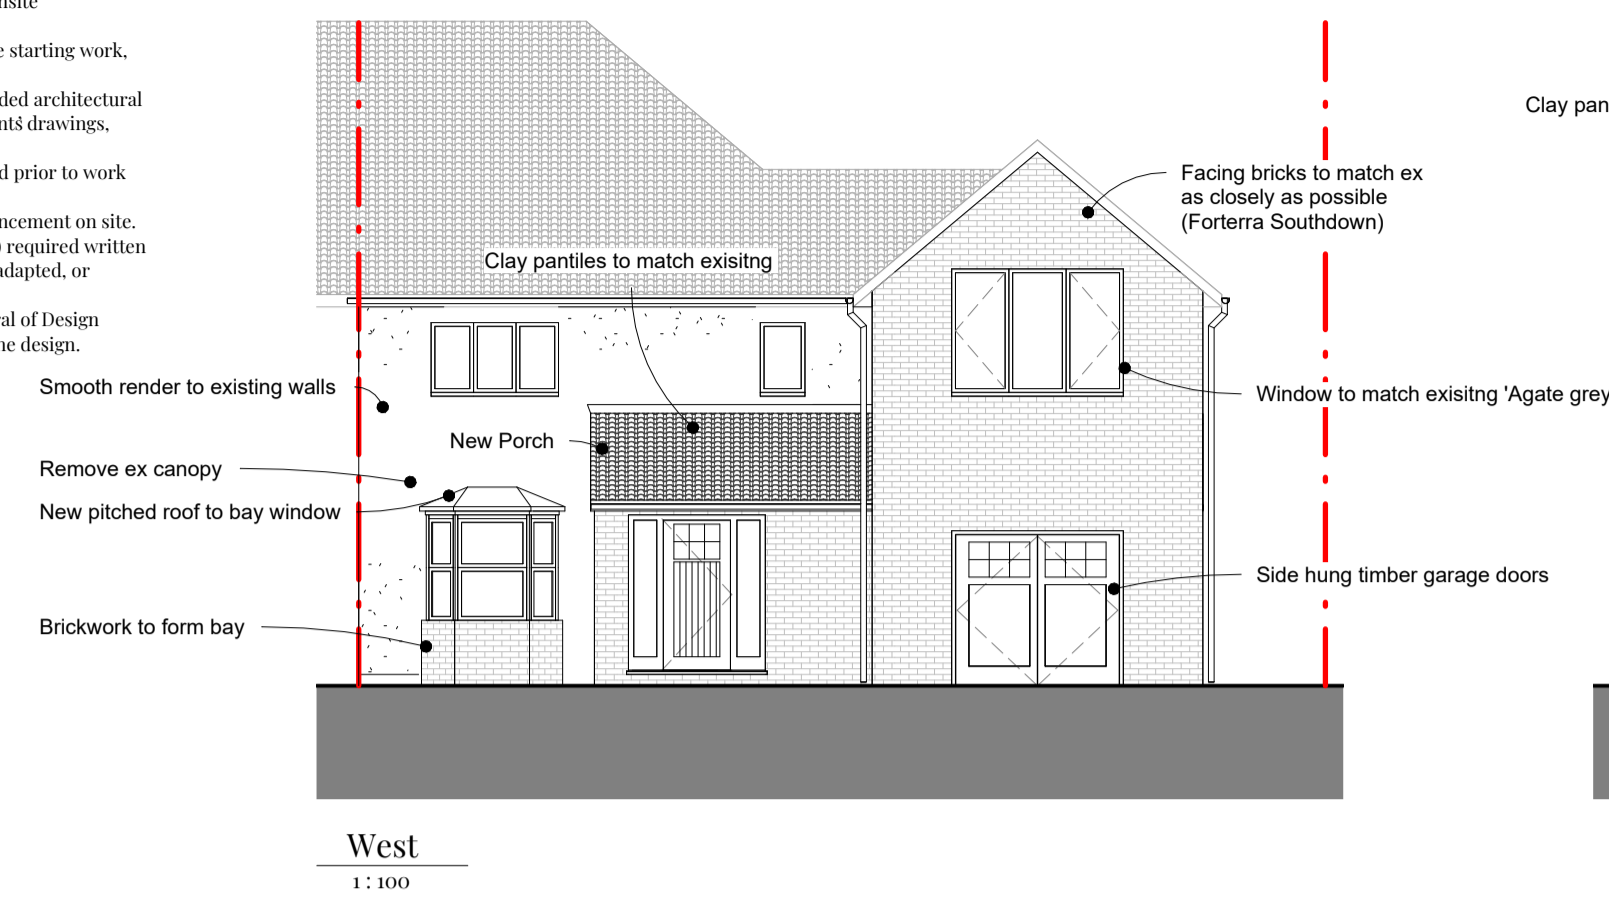 nsite
e starting work,
ded architectural
nts' drawings,
d prior to work
ncement on site.
) required written
adapted, or
al of Design
he design.
Clay pan
Facing bricks to match ex
as closely as possible
(Forterra Southdown)
Clay pantiles to match exisitng
Smooth render to existing walls
Window to match exisitng 'Agate grey
New Porch
Remove ex canopy
New pitched roof to bay window
Side hung timber garage doors
Brickwork to form bay
West
1 : 100